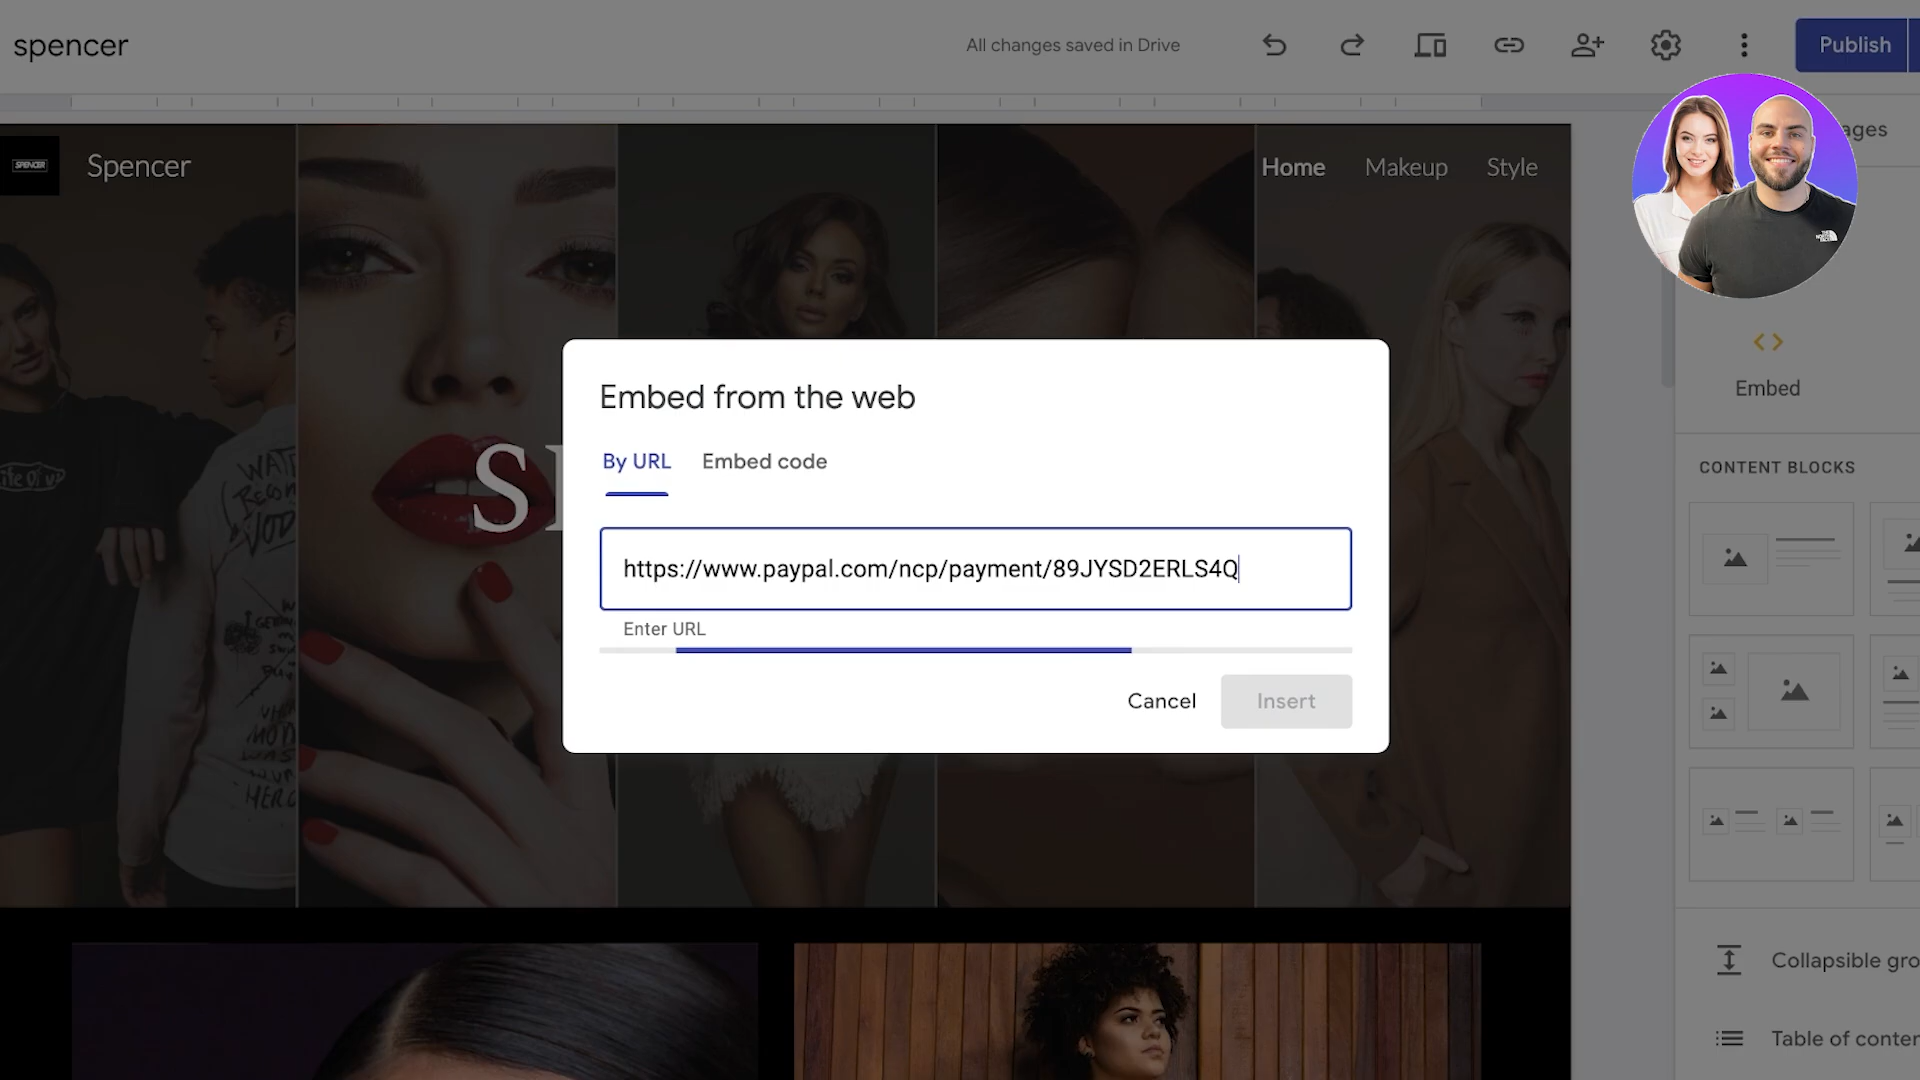 spencer
All changes saved in Drive
Publish
ages
SPENCER
Spencer
Home
Makeup
Style
Embed
CONTENT BLOCKS
Embed from the web
By URL
Embed code
https://www.paypal.com/ncp/payment/89JYSD2ERLS4Q
Enter URL
Cancel
Insert
Collapsible gro
Table of conten